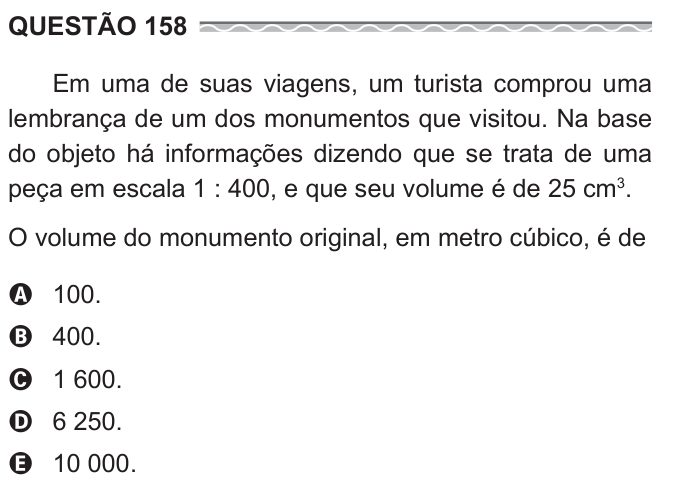 QUESTÃO 158
Em uma de suas viagens, um turista comprou uma
lembrança de um dos monumentos que visitou. Na base
do objeto há informações dizendo que se trata de uma
peça em escala 1 : 400, e que seu volume é de 25 cm³.
O volume do monumento original, em metro cúbico, é de
A 100.
B 400.
C 1 600.
D 6 250.
E 10 000.